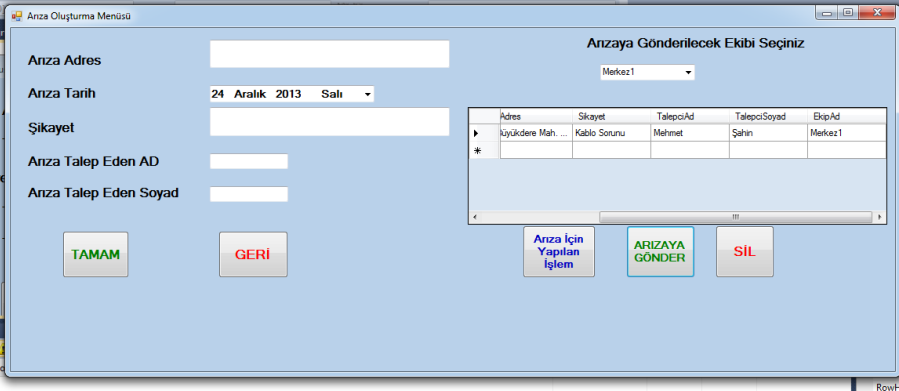 Arıza Oluşturma Menüsü
Arıza Adres
Arıza Tarih
24 Aralık 2013 Salı
Şikayet
Arıza Talep Eden AD
Arıza Talep Eden Soyad
TAMAM
GERİ
Arızaya Gönderilecek Ekibi Seçiniz
Merkez1
Adres Sikayet TalepciAd TalepciSoyad EkipAd
üyükdere Mah. ... Kablo Sorunu Mehmet Şahin Merkez1
Arıza İçin
Yapılan
İşlem
ARIZAYA
GÖNDER
SİL
RowH